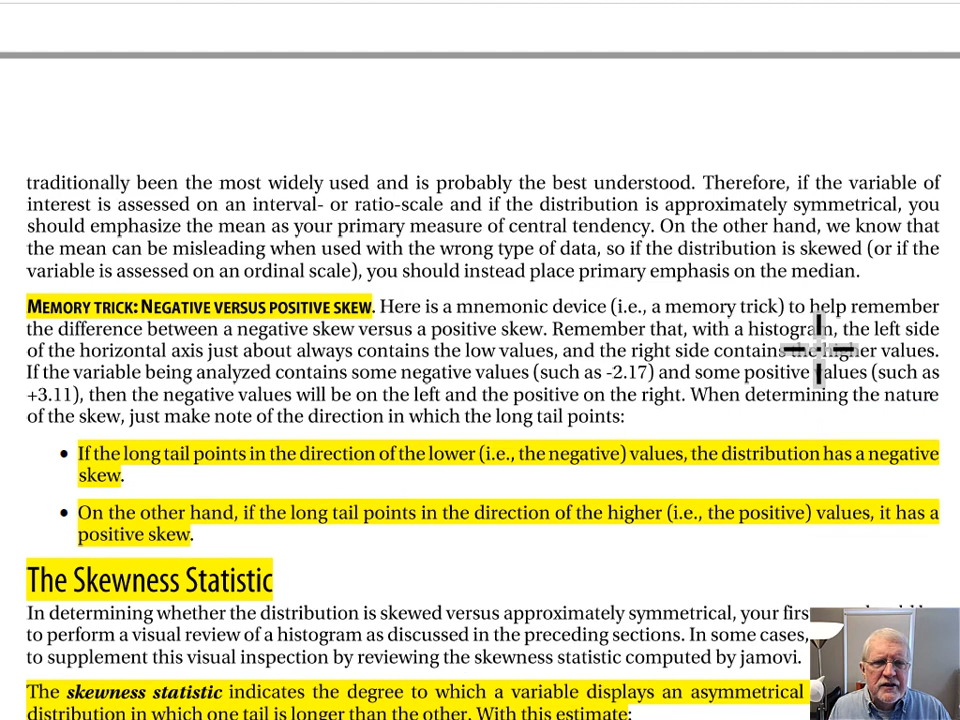 traditionally been the most widely used and is probably the best understood. Therefore, if the variable of
interest is assessed on an interval- or ratio-scale and if the distribution is approximately symmetrical, you
should emphasize the mean as your primary measure of central tendency. On the other hand, we know that
the mean can be misleading when used with the wrong type of data, so if the distribution is skewed (or if the
variable is assessed on an ordinal scale), you should instead place primary emphasis on the median.
MEMORY TRICK: NEGATIVE VERSUS POSITIVE SKEW. Here is a mnemonic device (i.e., a memory trick) to help remember
the difference between a negative skew versus a positive skew. Remember that, with a histogram, the left side
of the horizontal axis just about always contains the low values, and the right side contains the higher values.
If the variable being analyzed contains some negative values (such as -2.17) and some positive values (such as
+3.11), then the negative values will be on the left and the positive on the right. When determining the nature
of the skew, just make note of the direction in which the long tail points:
• If the long tail points in the direction of the lower (i.e., the negative) values, the distribution has a negative
skew.
• On the other hand, if the long tail points in the direction of the higher (i.e., the positive) values, it has a
positive skew.
The Skewness Statistic
In determining whether the distribution is skewed versus approximately symmetrical, your
to perform a visual review of a histogram as discussed in the preceding sections. In some cases,
to supplement this visual inspection by reviewing the skewness statistic computed by jamovi.
The skewness statistic indicates the degree to which a variable displays an asymmetrical
distribution in which one tail is longer than the other. With this estimate: